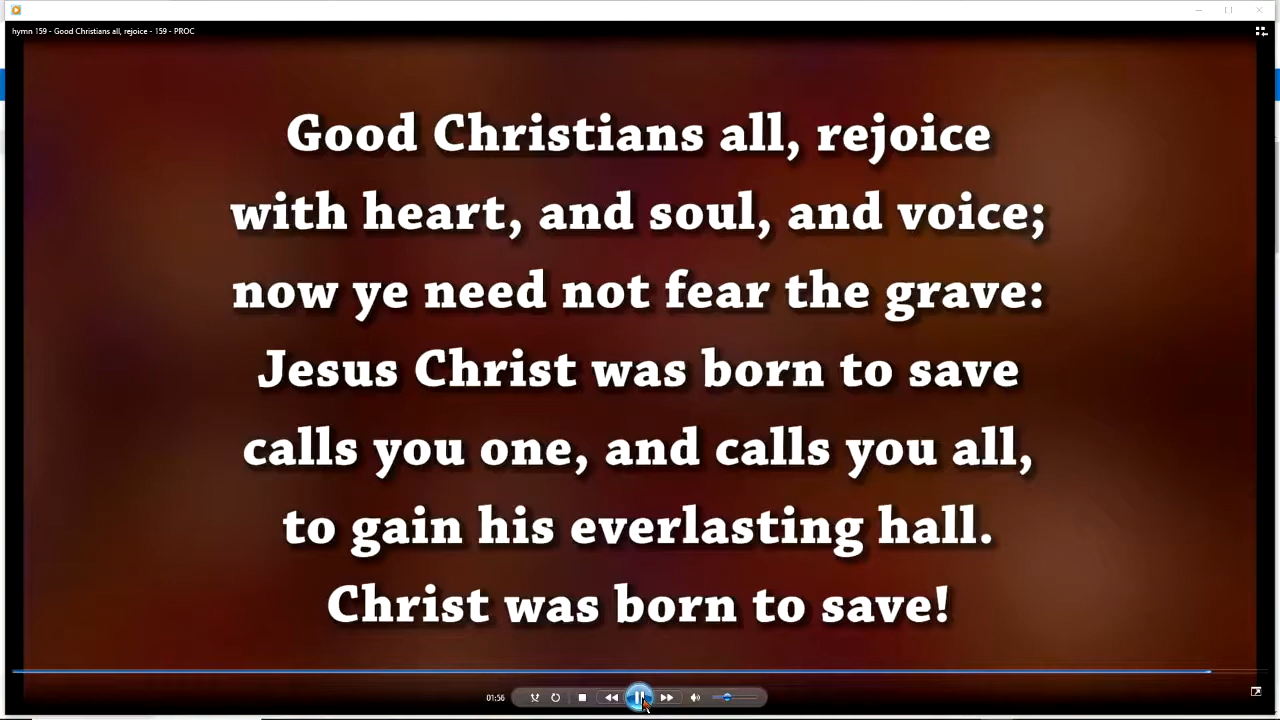 hymn 159 - Good Christians all, rejoice - 159 - PROC
Good Christians all, rejoice
with heart, and soul, and voice;
now ye need not fear the grave:
Jesus Christ was born to save
calls you one, and calls you all,
to gain his everlasting hall.
Christ was born to save!
01:56